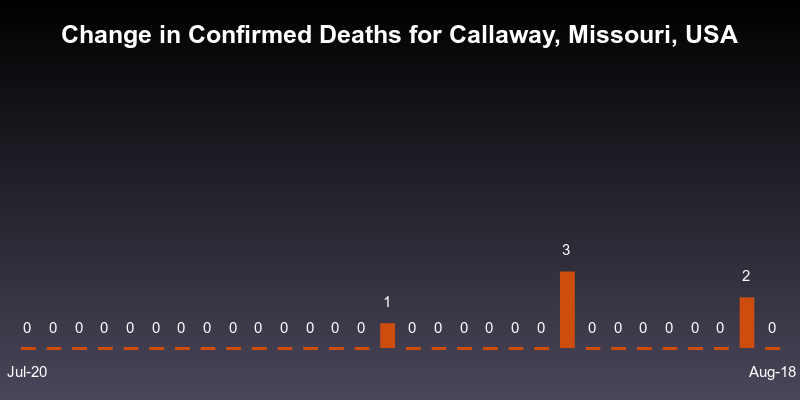 Change in Confirmed Deaths for Callaway, Missouri, USA
3
2
1
0 0 0 0 0 0 0 0 0 0 0 0 0 0 0 0 0 0 0 0 0 0 0 0 0 0 0
Jul-20 Aug-18